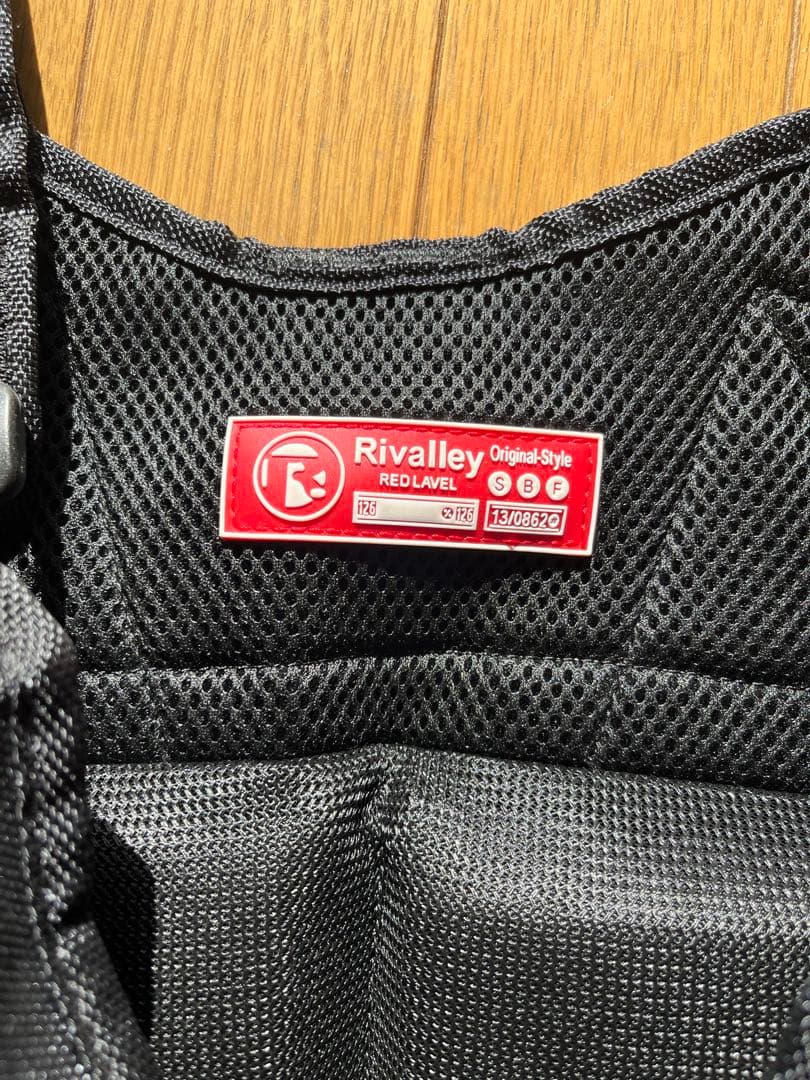 Rivalley Original-Style
RED LAVEL S B F
126 126 13/0862